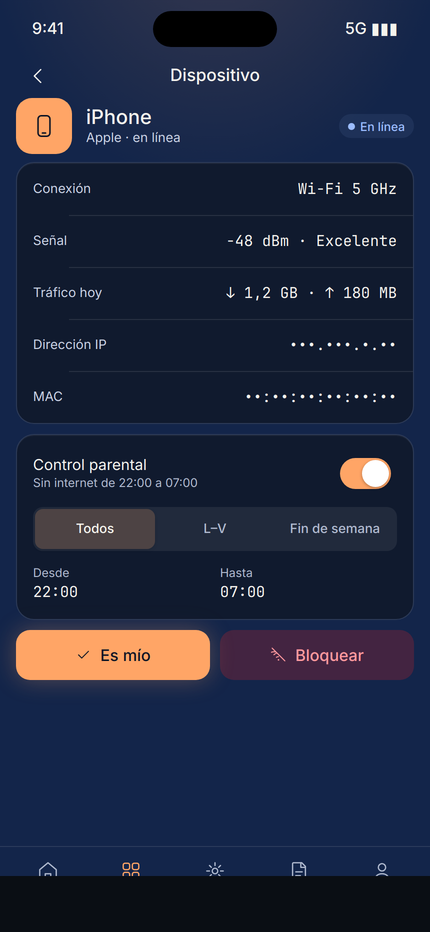 9:41
5G
Dispositivo
iPhone
Apple · en línea
En línea
Conexión
Wi-Fi 5 GHz
Señal
-48 dBm · Excelente
Tráfico hoy
↓ 1,2 GB · ↑ 180 MB
Dirección IP
•••.•••.•.••
MAC
••:••:••:••:••:••
Control parental
Sin internet de 22:00 a 07:00
Todos
L–V
Fin de semana
Desde
Hasta
22:00
07:00
Es mío
Bloquear